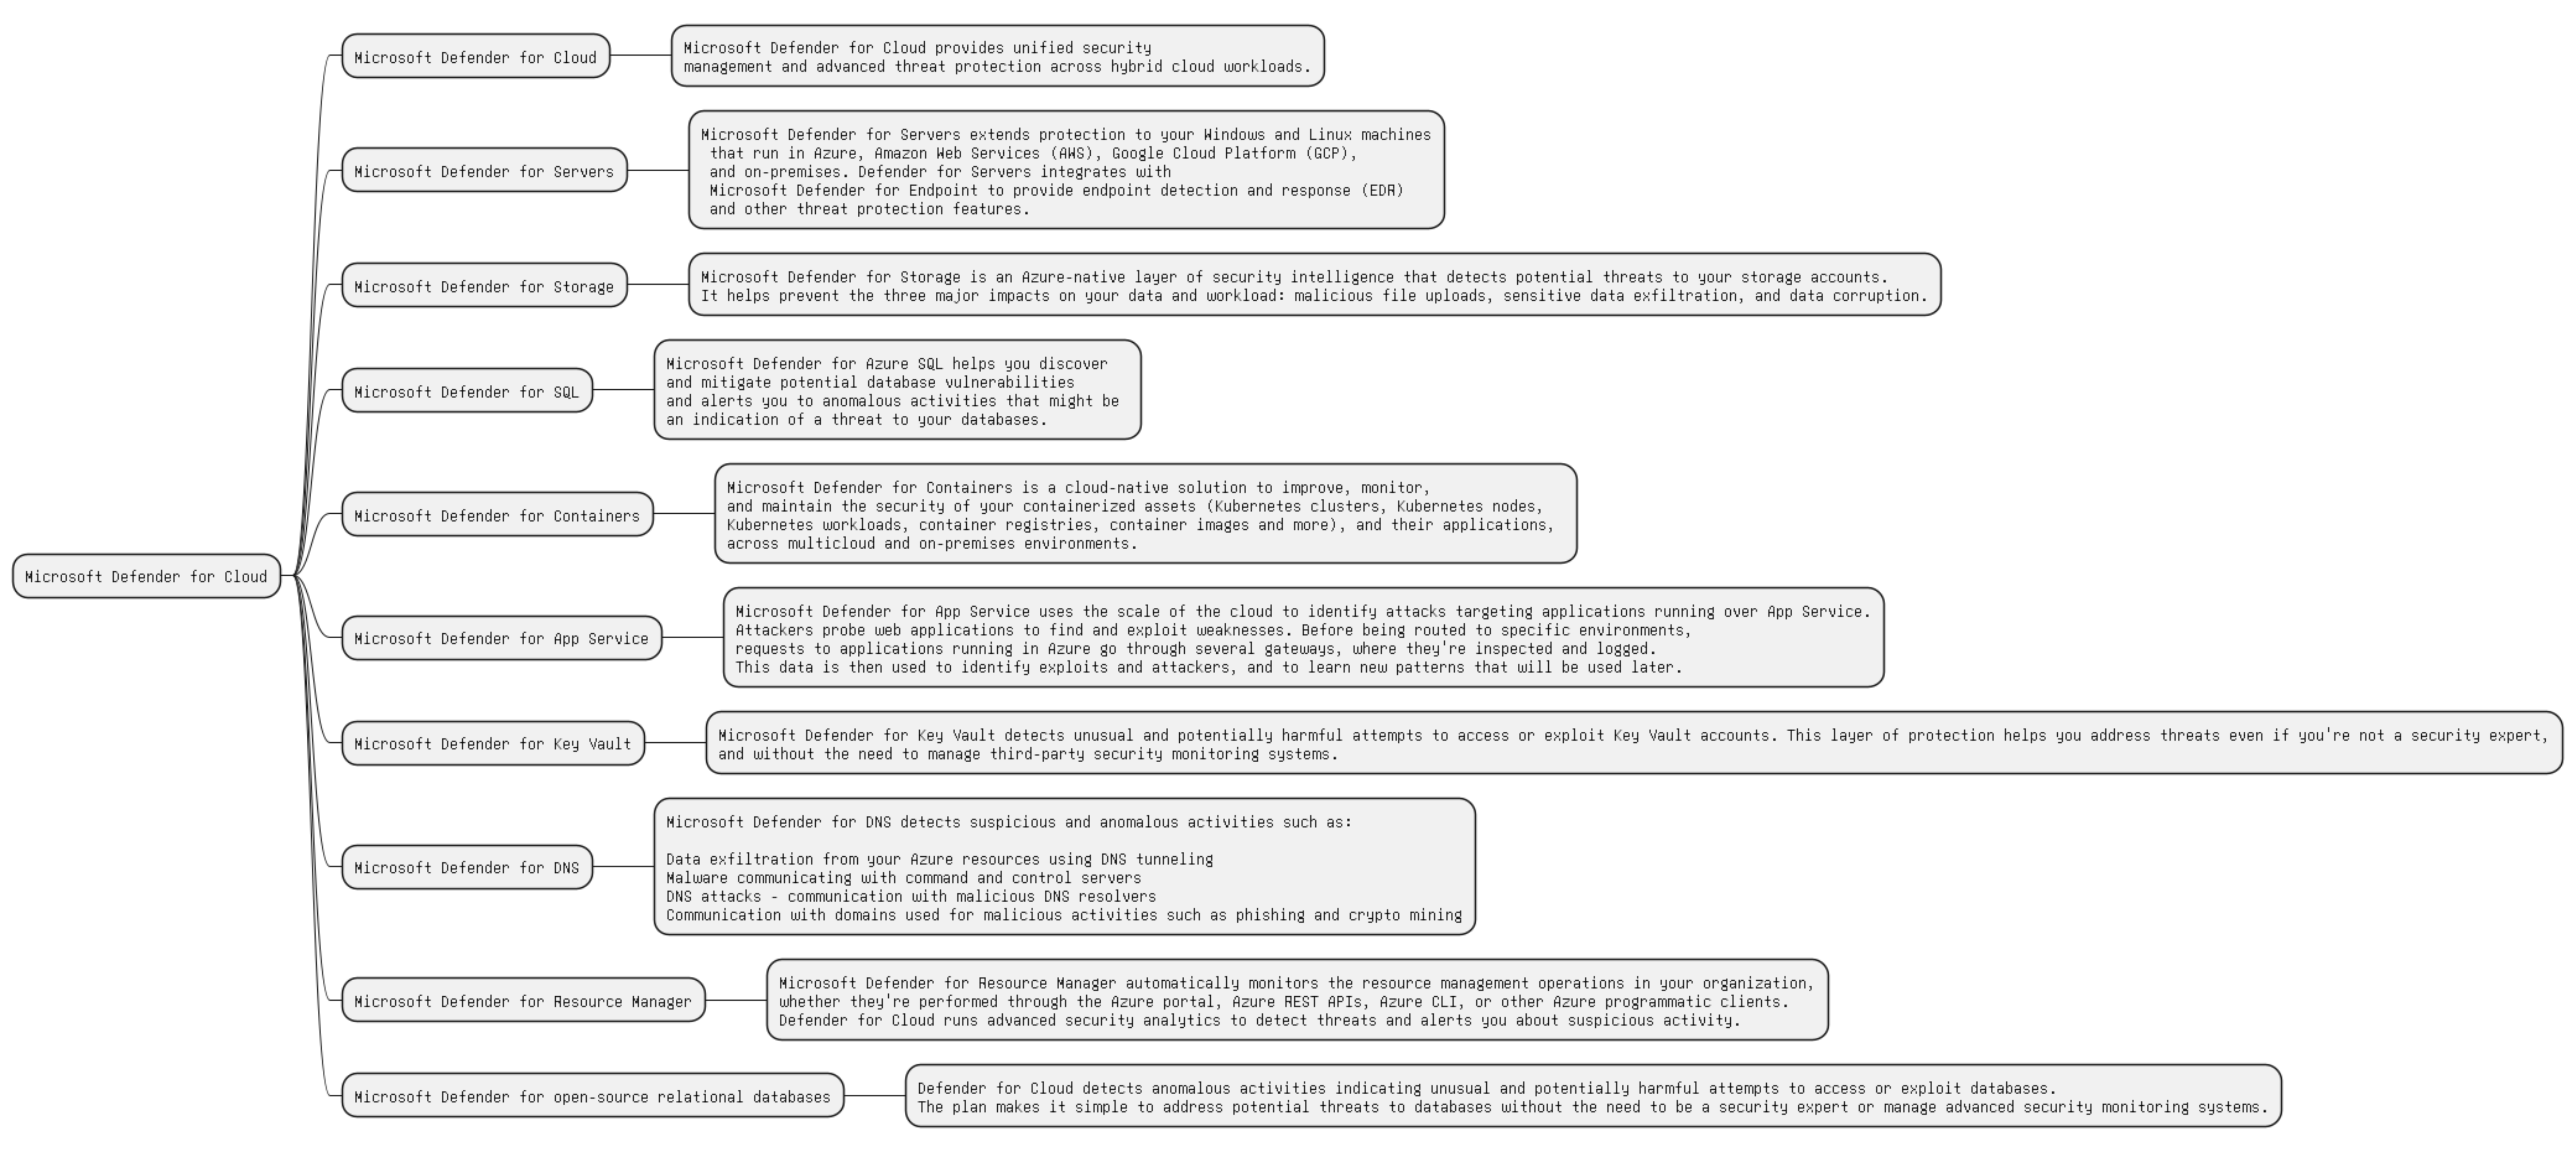 Microsoft Defender for Cloud
Microsoft Defender for Cloud
Microsoft Defender for Cloud provides unified security
management and advanced threat protection across hybrid cloud workloads.
Microsoft Defender for Servers
Microsoft Defender for Servers extends protection to your Windows and Linux machines
that run in Azure, Amazon Web Services (AWS), Google Cloud Platform (GCP),
and on-premises. Defender for Servers integrates with
Microsoft Defender for Endpoint to provide endpoint detection and response (EDR)
and other threat protection features.
Microsoft Defender for Storage
Microsoft Defender for Storage is an Azure-native layer of security intelligence that detects potential threats to your storage accounts.
It helps prevent the three major impacts on your data and workload: malicious file uploads, sensitive data exfiltration, and data corruption.
Microsoft Defender for SQL
Microsoft Defender for Azure SQL helps you discover
and mitigate potential database vulnerabilities
and alerts you to anomalous activities that might be
an indication of a threat to your databases.
Microsoft Defender for Containers
Microsoft Defender for Containers is a cloud-native solution to improve, monitor,
and maintain the security of your containerized assets (Kubernetes clusters, Kubernetes nodes,
Kubernetes workloads, container registries, container images and more), and their applications,
across multicloud and on-premises environments.
Microsoft Defender for App Service
Microsoft Defender for App Service uses the scale of the cloud to identify attacks targeting applications running over App Service.
Attackers probe web applications to find and exploit weaknesses. Before being routed to specific environments,
requests to applications running in Azure go through several gateways, where they're inspected and logged.
This data is then used to identify exploits and attackers, and to learn new patterns that will be used later.
Microsoft Defender for Key Vault
Microsoft Defender for Key Vault detects unusual and potentially harmful attempts to access or exploit Key Vault accounts. This layer of protection helps you address threats even if you're not a security expert,
and without the need to manage third-party security monitoring systems.
Microsoft Defender for DNS
Microsoft Defender for DNS detects suspicious and anomalous activities such as:
Data exfiltration from your Azure resources using DNS tunneling
Malware communicating with command and control servers
DNS attacks - communication with malicious DNS resolvers
Communication with domains used for malicious activities such as phishing and crypto mining
Microsoft Defender for Resource Manager
Microsoft Defender for Resource Manager automatically monitors the resource management operations in your organization,
whether they're performed through the Azure portal, Azure REST APIs, Azure CLI, or other Azure programmatic clients.
Defender for Cloud runs advanced security analytics to detect threats and alerts you about suspicious activity.
Microsoft Defender for open-source relational databases
Defender for Cloud detects anomalous activities indicating unusual and potentially harmful attempts to access or exploit databases.
The plan makes it simple to address potential threats to databases without the need to be a security expert or manage advanced security monitoring systems.